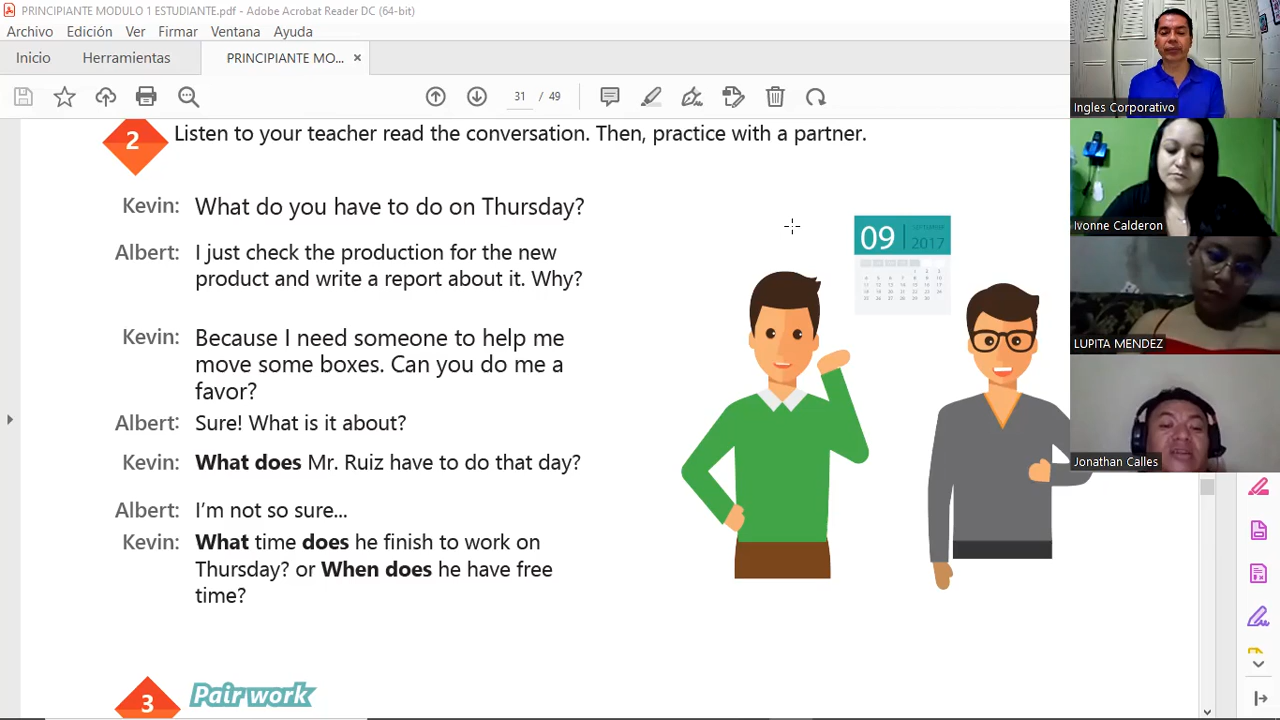 PRINCIPIANTE MODULO 1 ESTUDIANTE.pdf - Adobe Acrobat Reader DC (64-bit)
Archivo Edición Ver Firmar Ventana Ayuda
Inicio Herramientas PRINCIPIANTE MO... ×
31 / 49
2 Listen to your teacher read the conversation. Then, practice with a partner.
Kevin: What do you have to do on Thursday?
Albert: I just check the production for the new
product and write a report about it. Why?
Kevin: Because I need someone to help me
move some boxes. Can you do me a
favor?
Albert: Sure! What is it about?
Kevin: What does Mr. Ruiz have to do that day?
Albert: I'm not so sure...
Kevin: What time does he finish to work on
Thursday? or When does he have free
time?
09 SEPTEMBER
2017
3 Pair work
Ingles Corporativo
Ivonne Calderon
LUPITA MENDEZ
Jonathan Calles